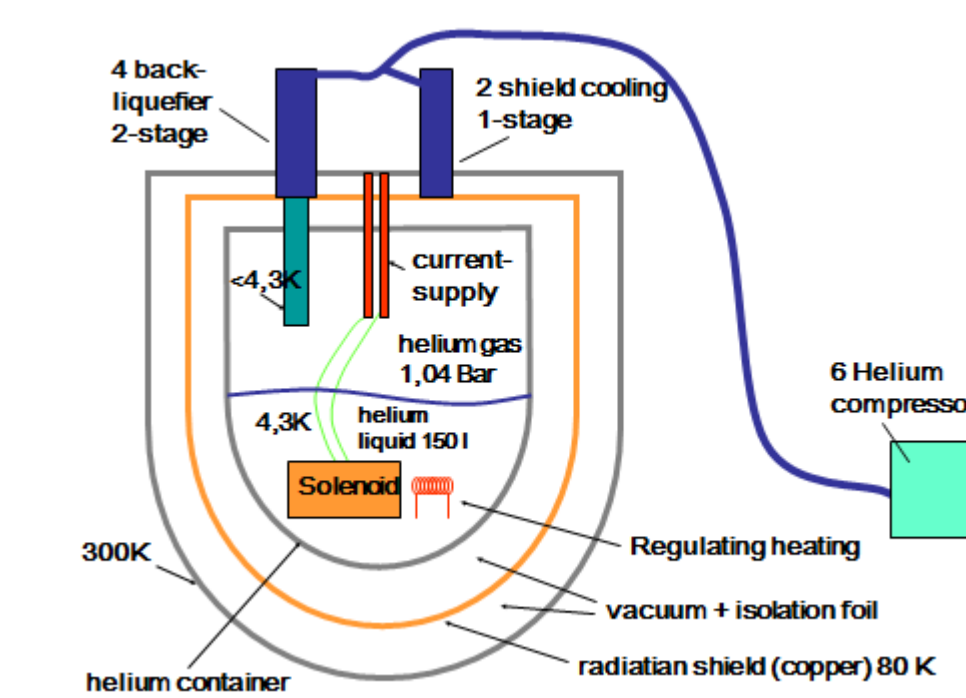 4 back-
liquefier
2-stage
2 shield cooling
1-stage
<4,3K
current-
supply
helium gas
1,04 Bar
6 Helium
compresso
4,3K
helium
liquid 150 l
Solenoid
300K
Regulating heating
vacuum + isolation foil
radiatian shield (copper) 80 K
helium container